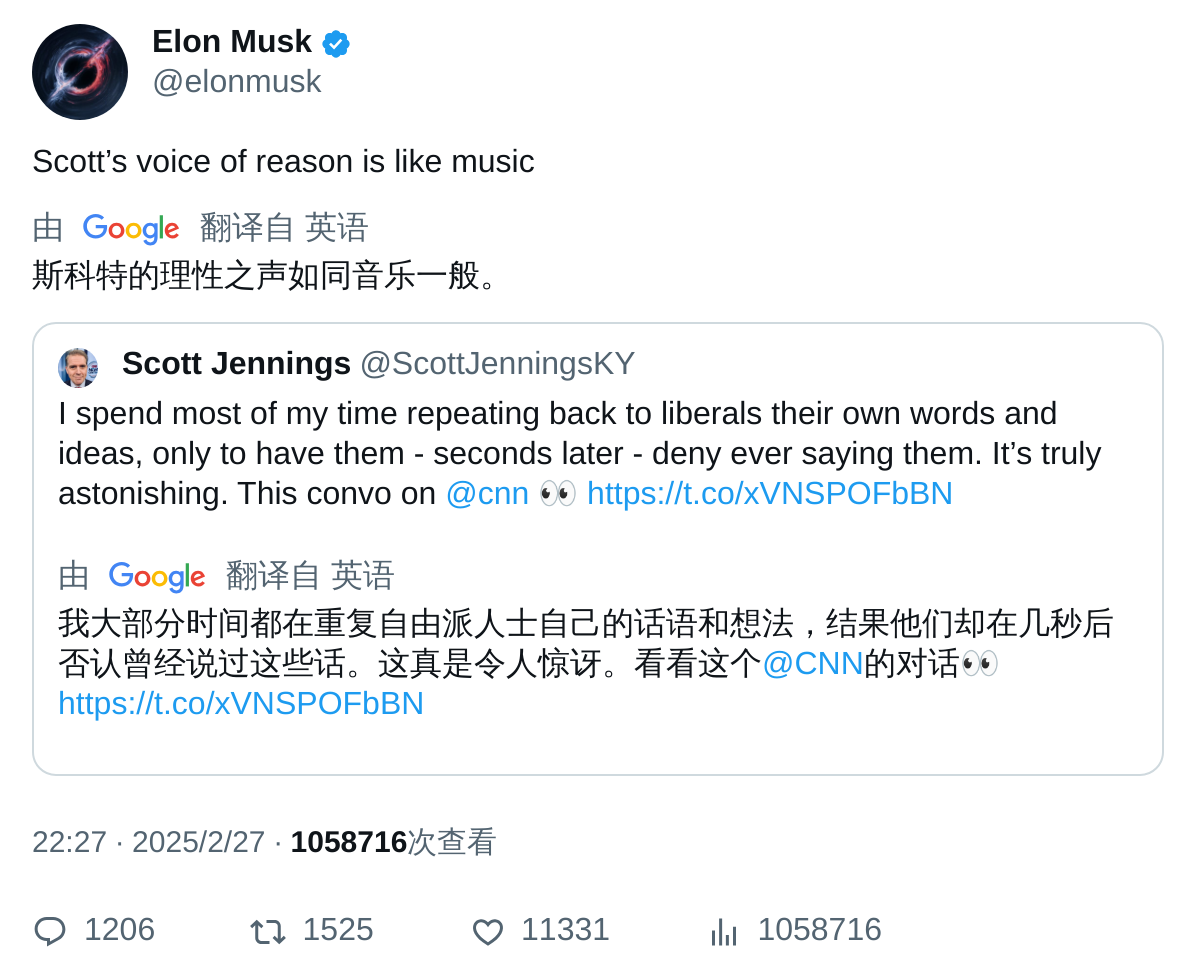 Elon Musk
@elonmusk
Scott’s voice of reason is like music
由 Google 翻译自 英语
斯科特的理性之声如同音乐一般。
Scott Jennings @ScottJenningsKY
I spend most of my time repeating back to liberals their own words and
ideas, only to have them - seconds later - deny ever saying them. It’s truly
astonishing. This convo on @cnn 👀 https://t.co/xVNSPOFbBN
由 Google 翻译自 英语
我大部分时间都在重复自由派人士自己的话语和想法，结果他们却在几秒后
否认曾经说过这些话。这真是令人惊讶。看看这个@CNN的对话👀
https://t.co/xVNSPOFbBN
22:27 · 2025/2/27 · 1058716次查看
1206 1525 11331 1058716